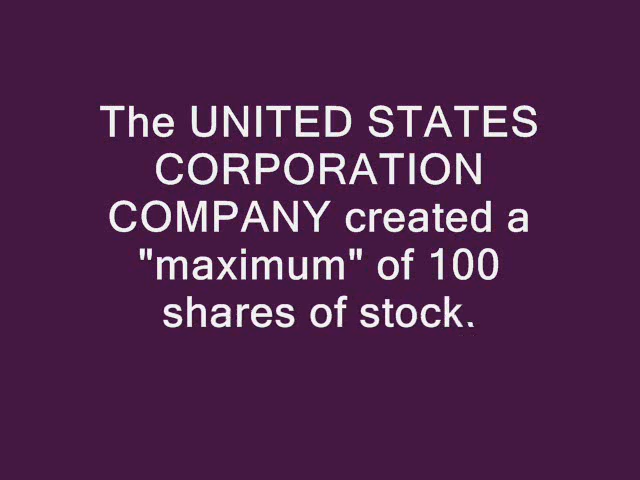 The UNITED STATES
CORPORATION
COMPANY created a
"maximum" of 100
shares of stock.